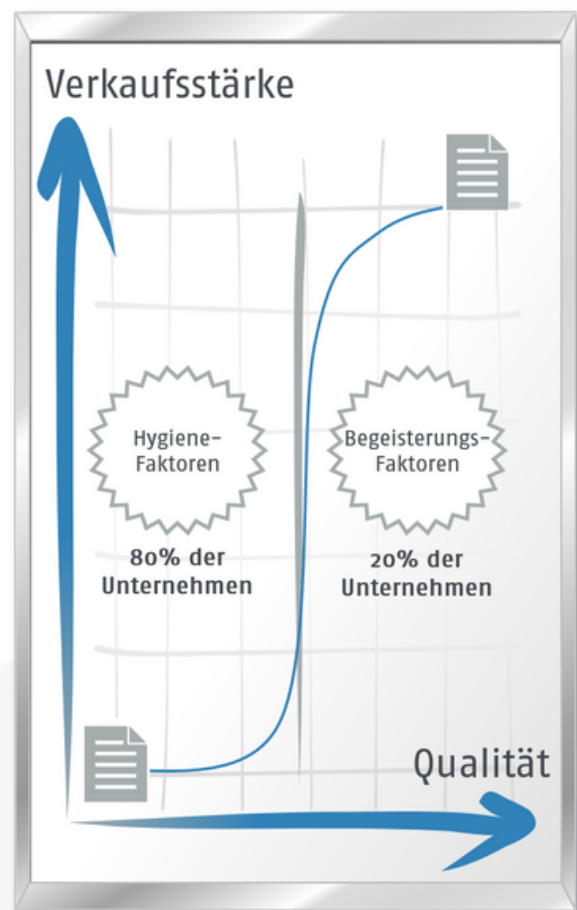 Verkaufsstärke
Hygiene-
Faktoren
80% der
Unternehmen
Begeisterungs-
Faktoren
20% der
Unternehmen
Qualität